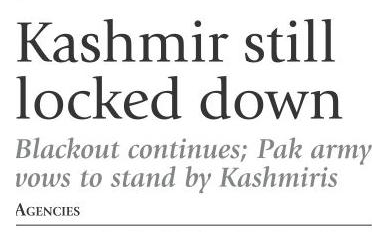 Kashmir still
locked down
Blackout continues; Pak army
vows to stand by Kashmiris
AGENCIES